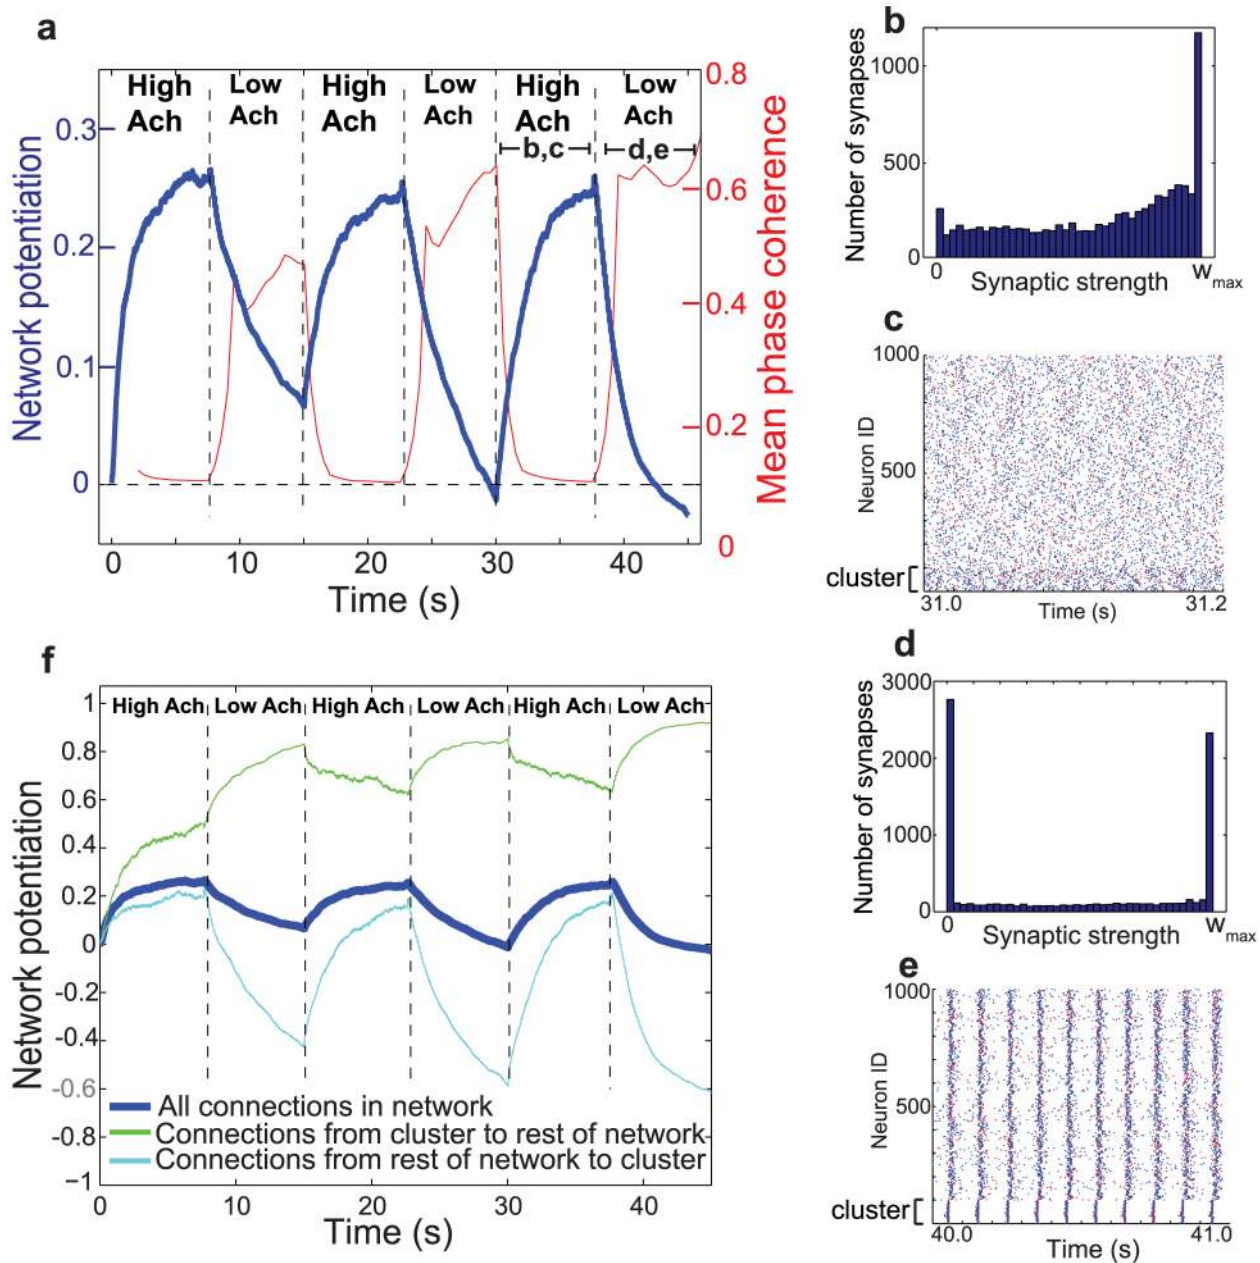 a
High Ach
Low Ach
High Ach
Low Ach
High Ach
Low Ach
b,c
d,e
Network potentiation
0.3
0.2
0.1
0
Mean phase coherence
0.8
0.6
0.4
0.2
0
0 10 20 30 40
Time (s)
b
Number of synapses
1000
500
0
0 Wmax
Synaptic strength
c
Neuron ID
1000
500
cluster
31.0 31.2
Time (s)
d
Number of synapses
3000
2000
1000
0
0 Wmax
Synaptic strength
e
Neuron ID
1000
500
cluster
40.0 41.0
Time (s)
f
High Ach Low Ach High Ach Low Ach High Ach Low Ach
Network potentiation
1
0.8
0.6
0.4
0.2
0
-0.2
-0.4
-0.6
-0.8
−1
All connections in network
Connections from cluster to rest of network
Connections from rest of network to cluster
0 10 20 30 40
Time (s)